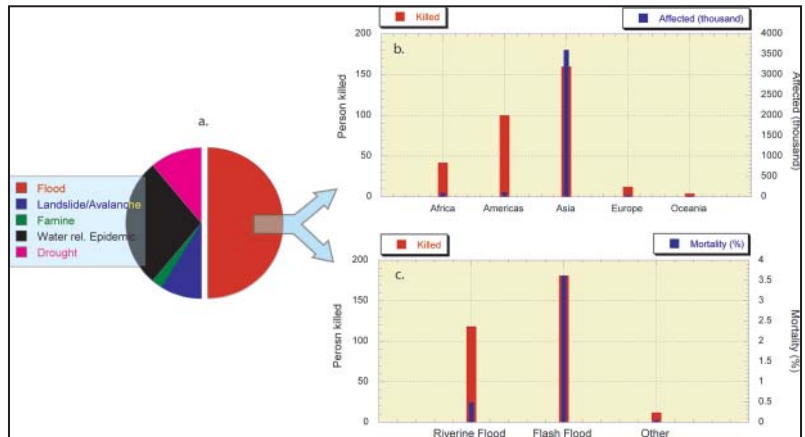 a.
Flood
Landslide/Avalanche
Famine
Water rel. Epidemic
Drought
Killed
Affected (thousand)
b.
Person killed
200
150
100
50
0
4000
3500
3000
2500
2000
1500
1000
500
0
Affected (thousand)
Africa Americas Asia Europe Oceania
Killed
Mortality (%)
c.
Perosn killed
200
150
100
50
0
4
3.5
3
2.5
2
1.5
1
0.5
0
Mortality (%)
Riverine Flood Flash Flood Other